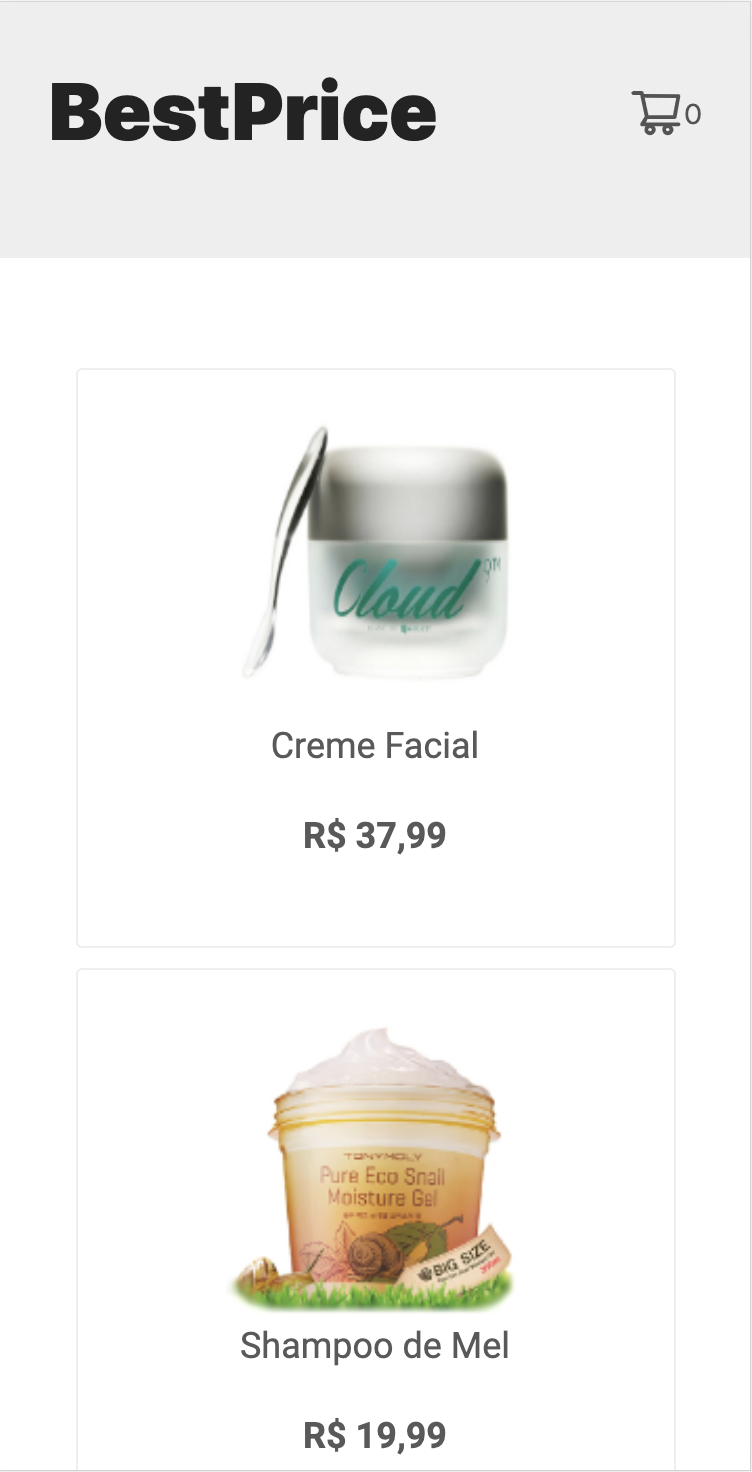 BestPrice
0
Cloud
9™
Creme Facial
R$ 37,99
TONYMOLY
Pure Eco Snail
Moisture Gel
BIG SIZE
Shampoo de Mel
R$ 19,99